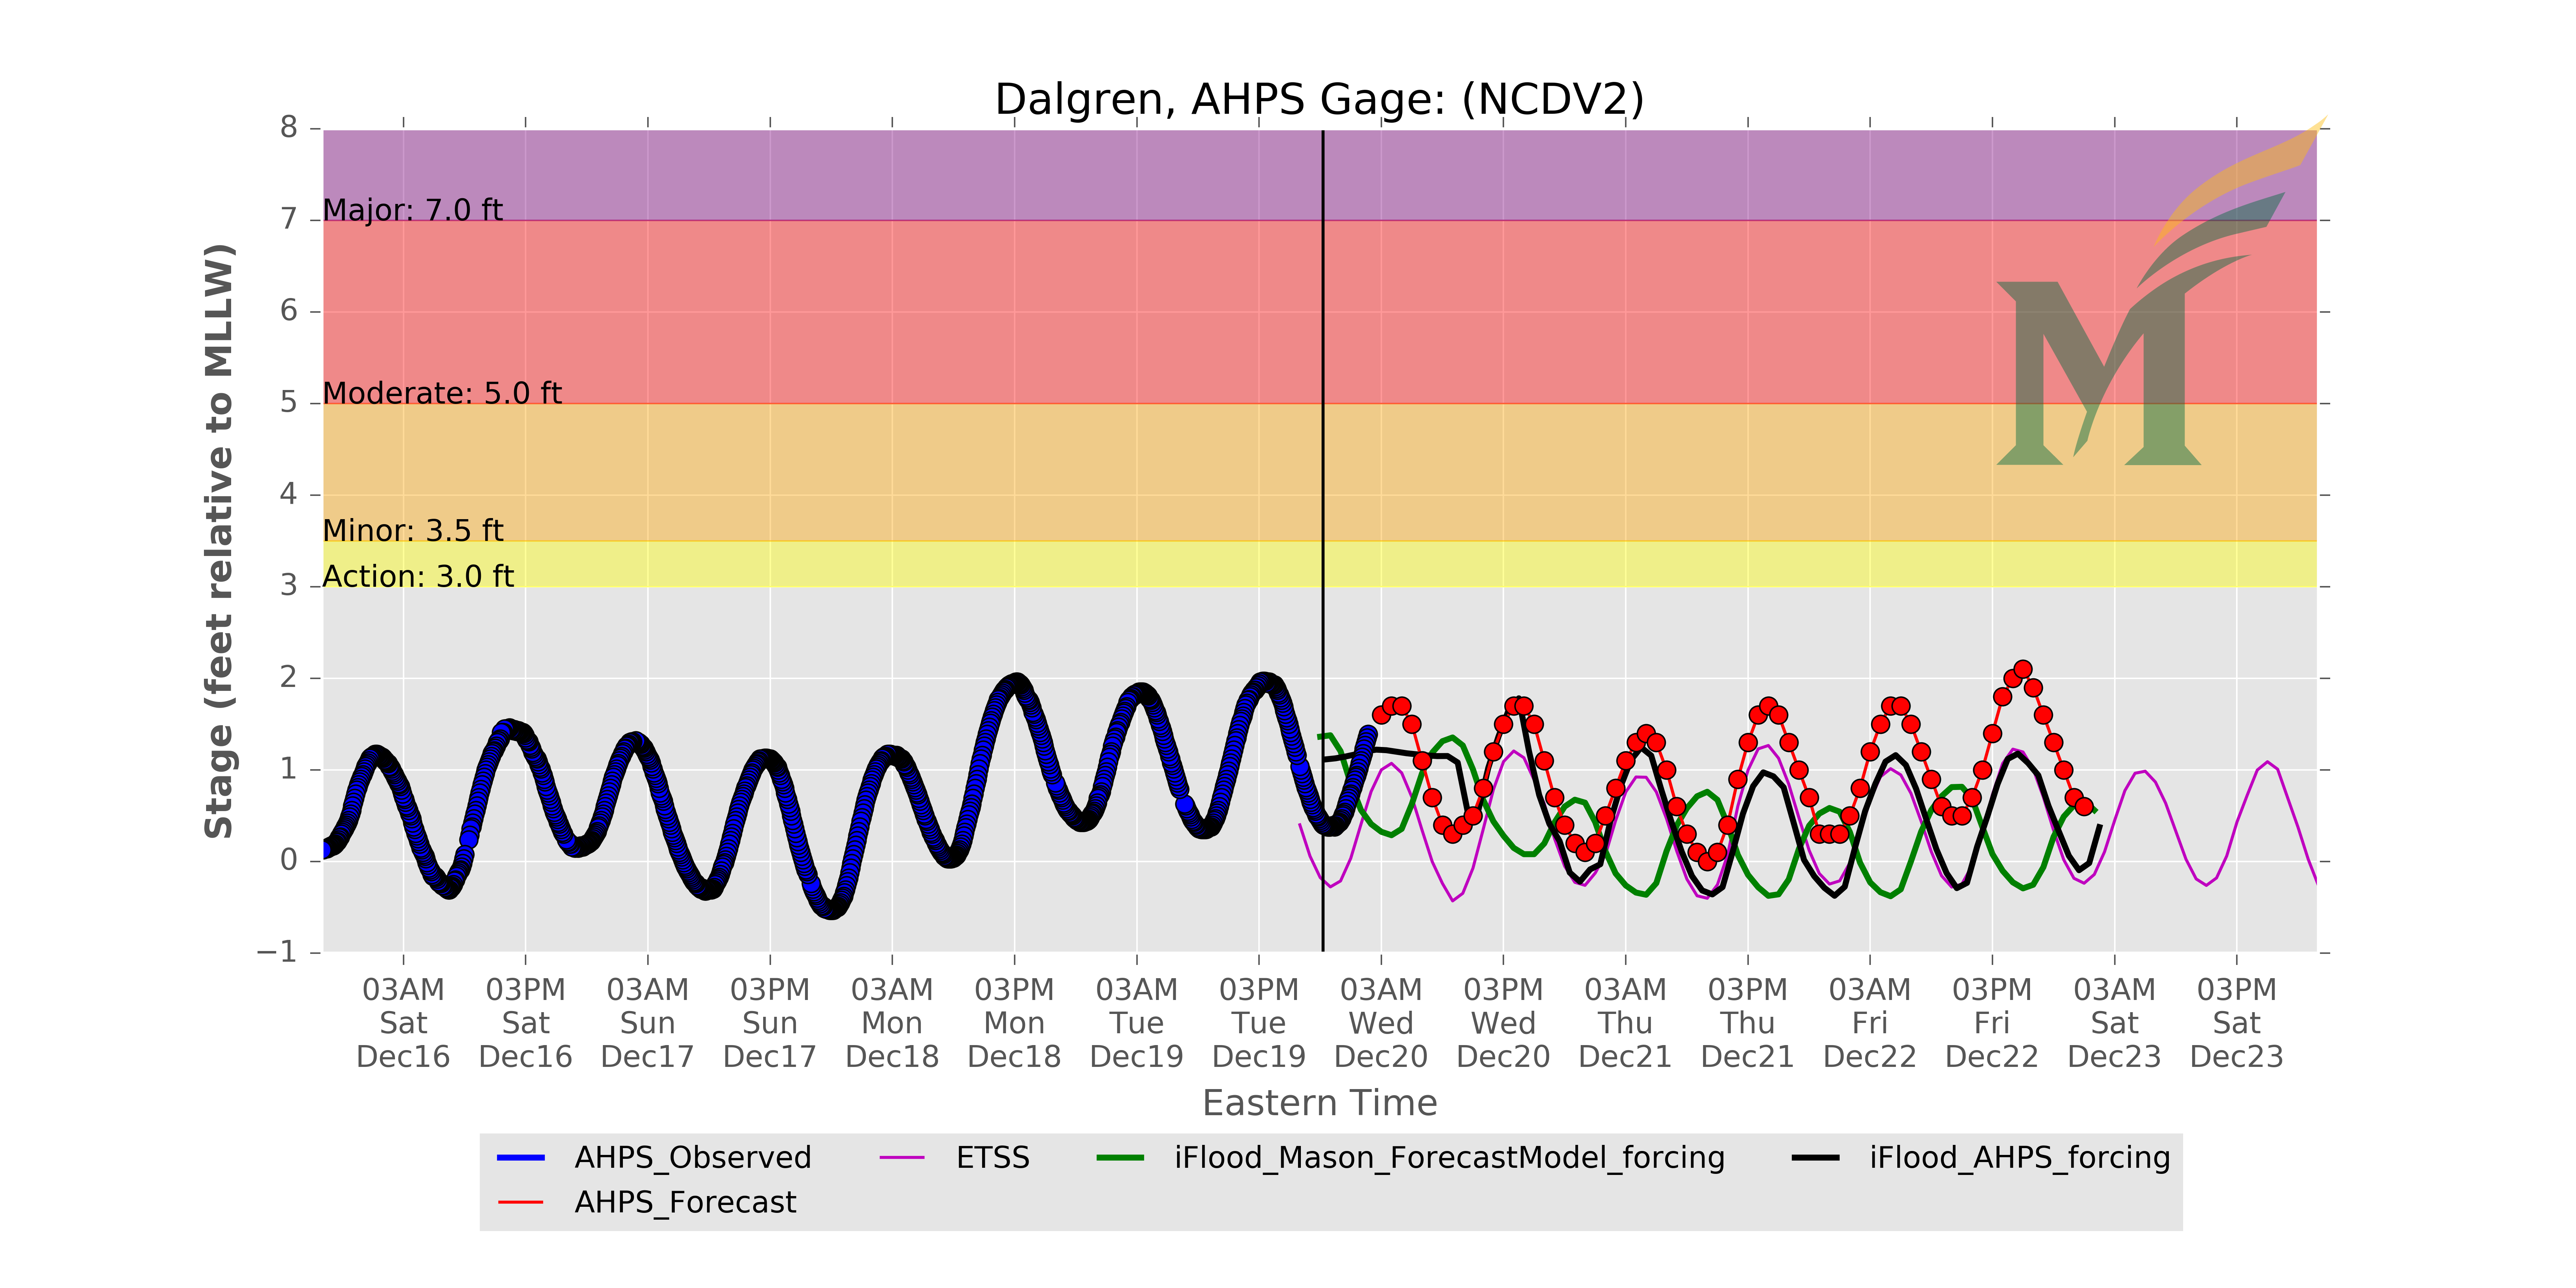 Dalgren, AHPS Gage: (NCDV2)
8
7
6
5
4
3
2
1
0
−1
Stage (feet relative to MLLW)
Major: 7.0 ft
Moderate: 5.0 ft
Minor: 3.5 ft
Action: 3.0 ft
M
03AM 03PM 03AM 03PM 03AM 03PM 03AM 03PM 03AM 03PM 03AM 03PM 03AM 03PM 03AM 03PM
Sat Sat Sun Sun Mon Mon Tue Tue Wed Wed Thu Thu Fri Fri Sat Sat
Dec16 Dec16 Dec17 Dec17 Dec18 Dec18 Dec19 Dec19 Dec20 Dec20 Dec21 Dec21 Dec22 Dec22 Dec23 Dec23
Eastern Time
AHPS_Observed ETSS iFlood_Mason_ForecastModel_forcing iFlood_AHPS_forcing
AHPS_Forecast